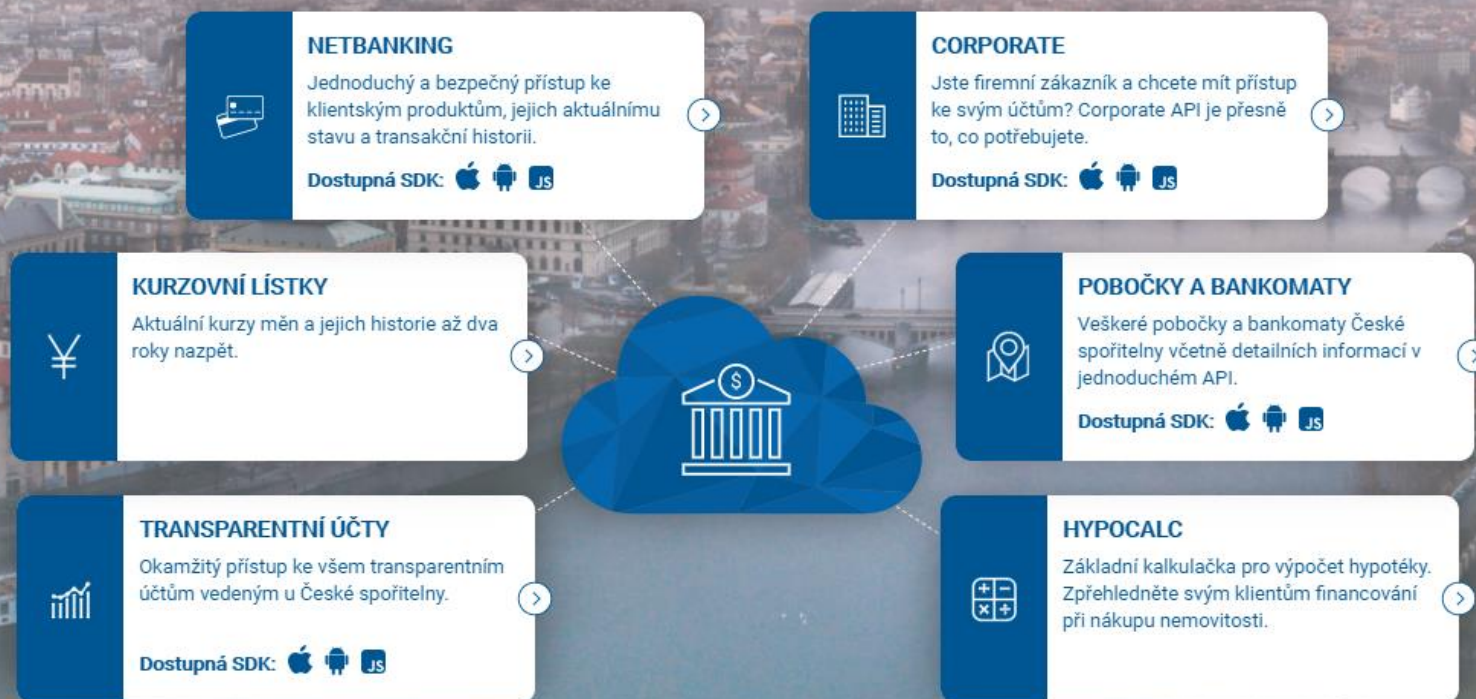 NETBANKING
Jednoduchý a bezpečný přístup ke
klientským produktům, jejich aktuálnímu
stavu a transakční historii.
Dostupná SDK: JS
CORPORATE
Jste firemní zákazník a chcete mít přístup
ke svým účtům? Corporate API je přesně
to, co potřebujete.
Dostupná SDK: JS
KURZOVNÍ LÍSTKY
Aktuální kurzy měn a jejich historie až dva
roky nazpět.
POBOČKY A BANKOMATY
Veškeré pobočky a bankomaty České
spořitelny včetně detailních informací v
jednoduchém API.
Dostupná SDK: JS
TRANSPARENTNÍ ÚČTY
Okamžitý přístup ke všem transparentním
účtům vedeným u České spořitelny.
Dostupná SDK: JS
HYPOCALC
Základní kalkulačka pro výpočet hypotéky.
Zpřehledněte svým klientům financování
při nákupu nemovitosti.